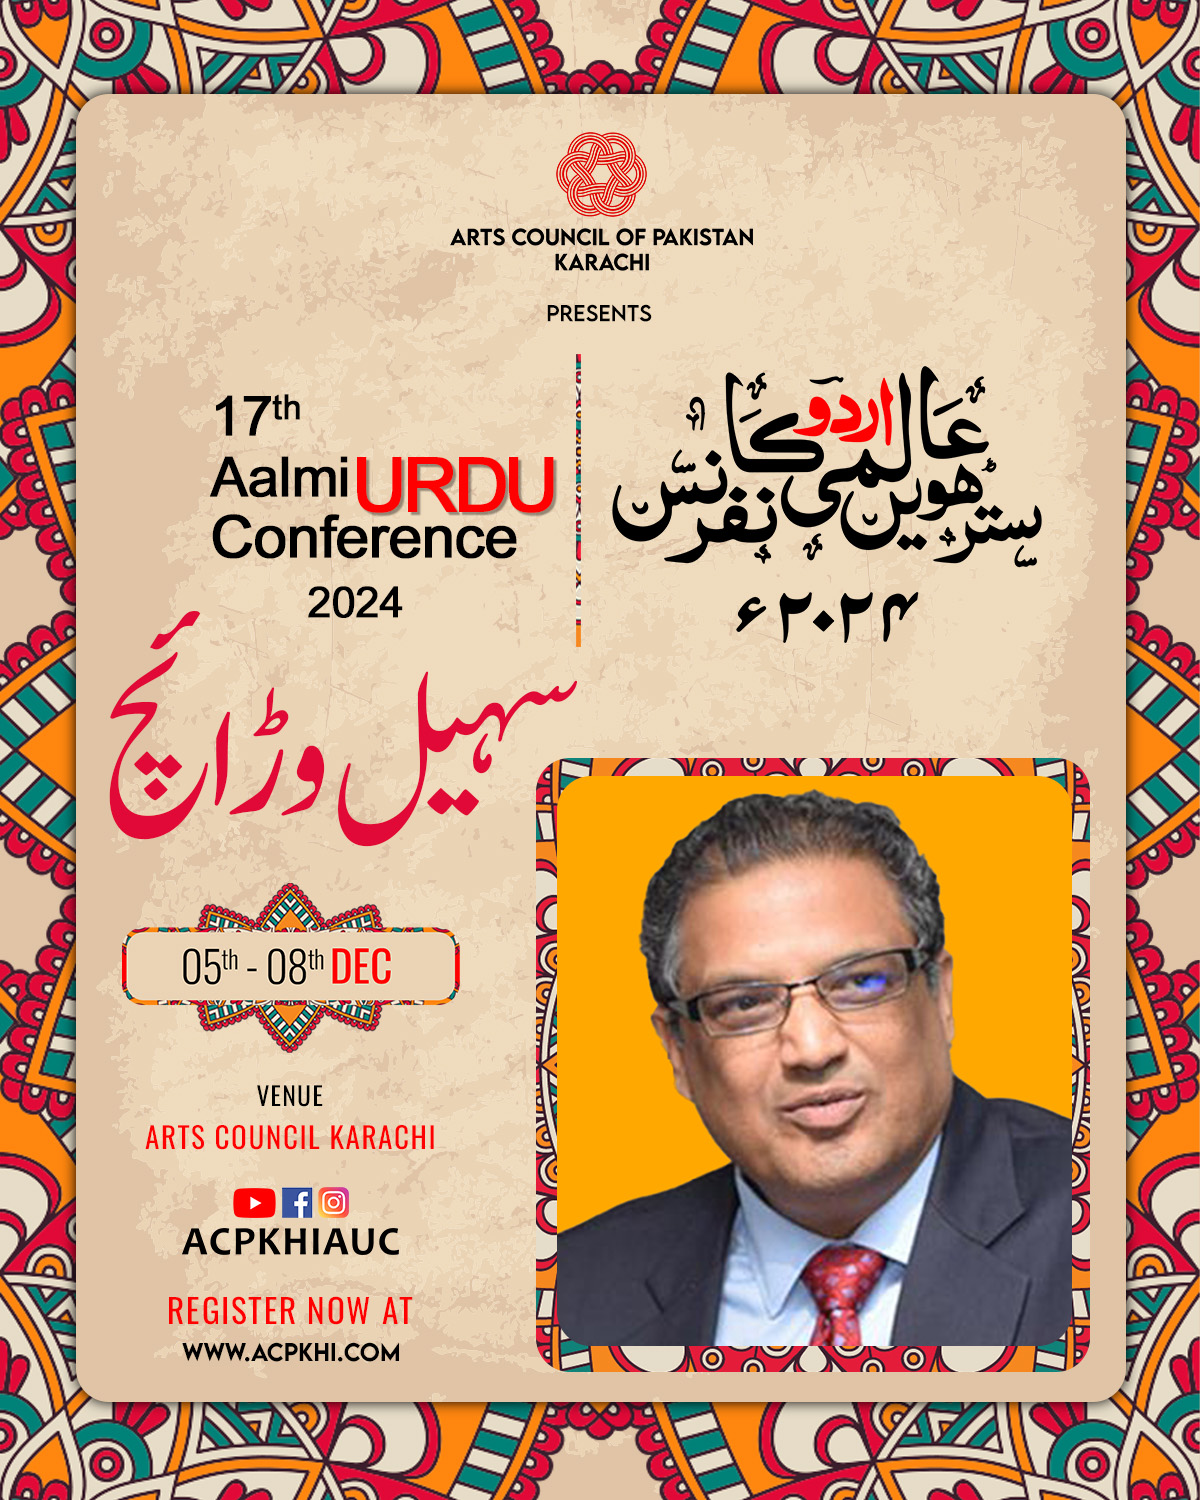 ARTS COUNCIL OF PAKISTAN
KARACHI
PRESENTS
17th
Aalmi URDU
Conference
2024
سترھویں عالمی اردو کانفرنس
۲۰۲۴ء
سہیل وڑائچ
05th - 08th DEC
VENUE
ARTS COUNCIL KARACHI
ACPKHIAUC
REGISTER NOW AT
WWW.ACPKHI.COM